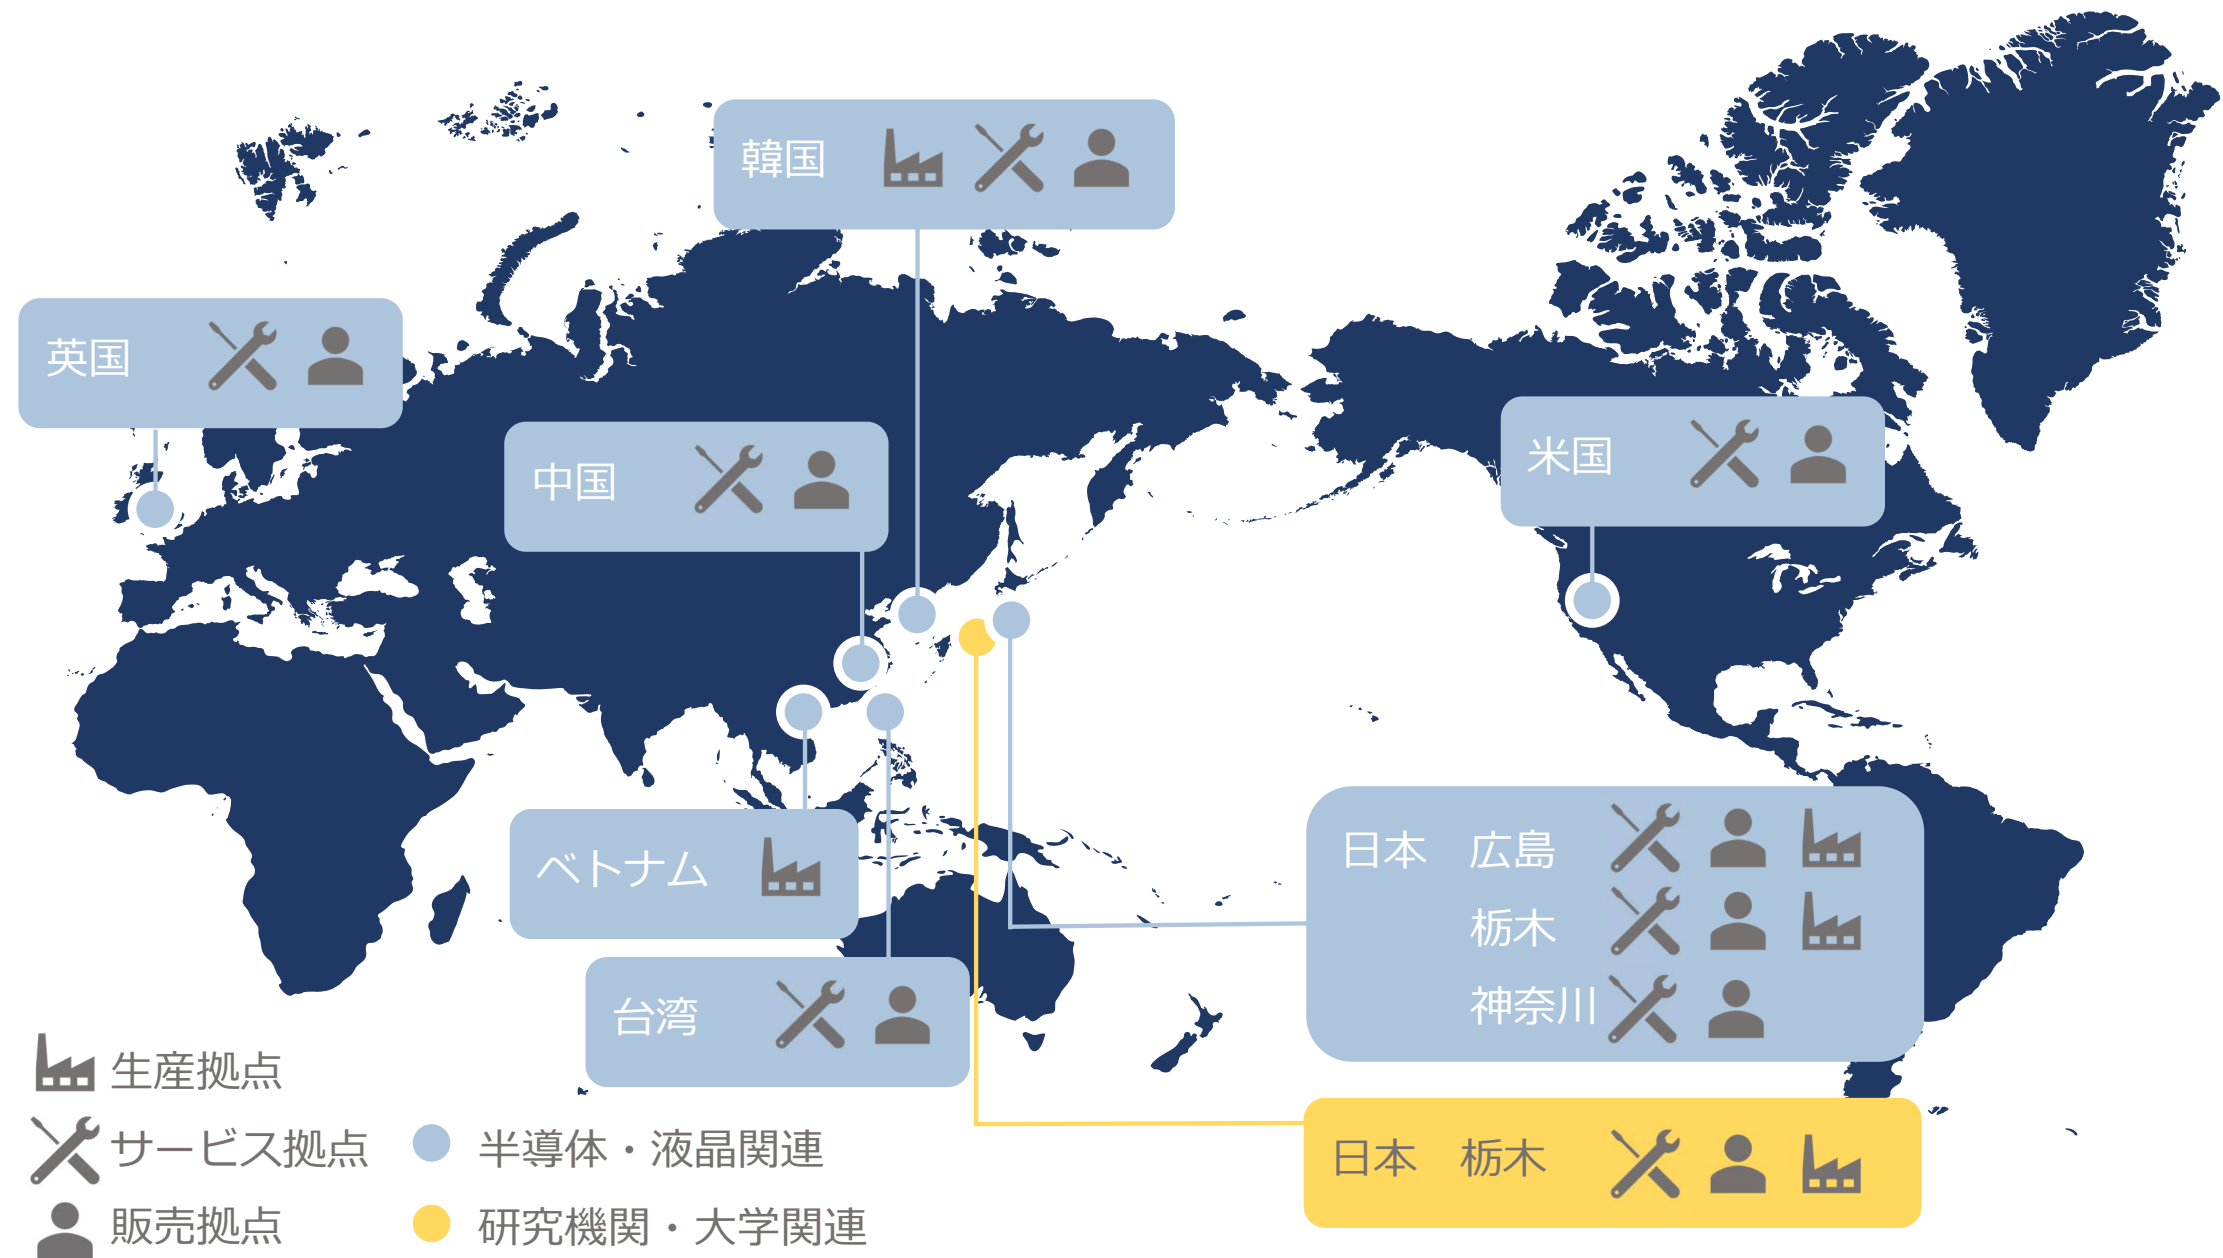 韓国
英国
中国
米国
ベトナム
台湾
日本　広島
栃木
神奈川
日本　栃木
生産拠点
サービス拠点
販売拠点
半導体・液晶関連
研究機関・大学関連